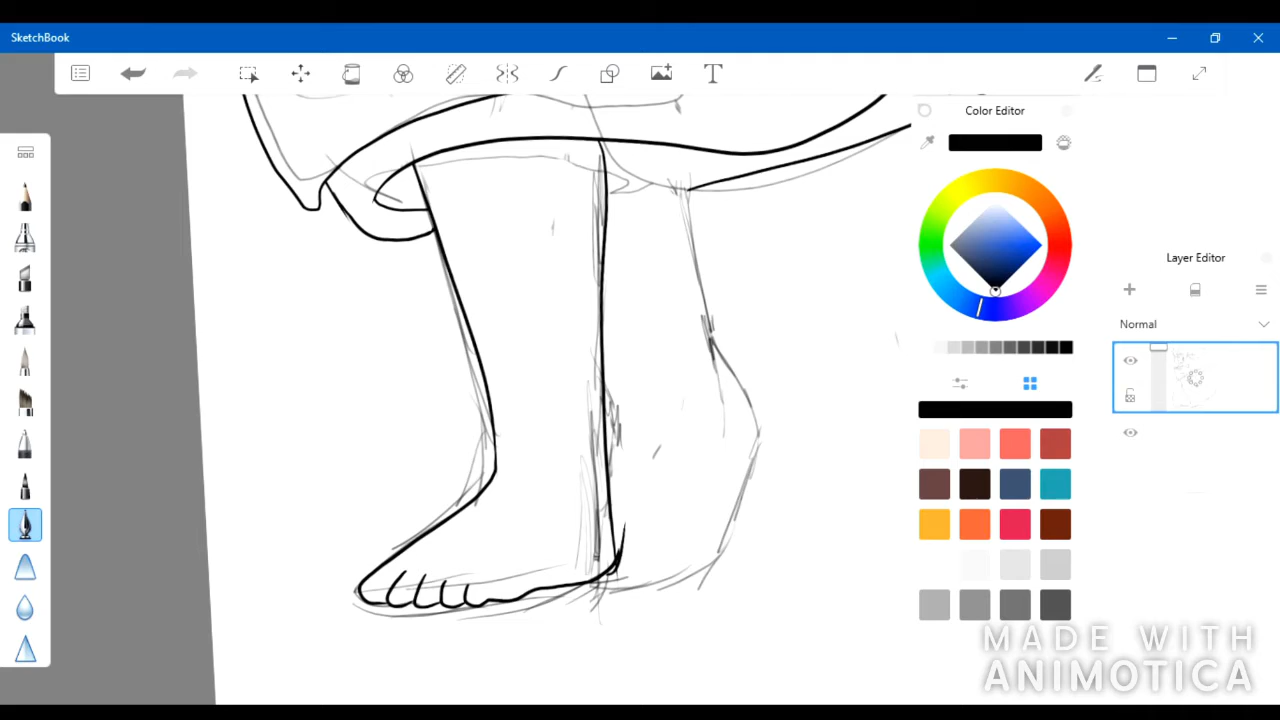 SketchBook
T
Color Editor
Layer Editor
Normal
MADE WITH
ANIMOTICA